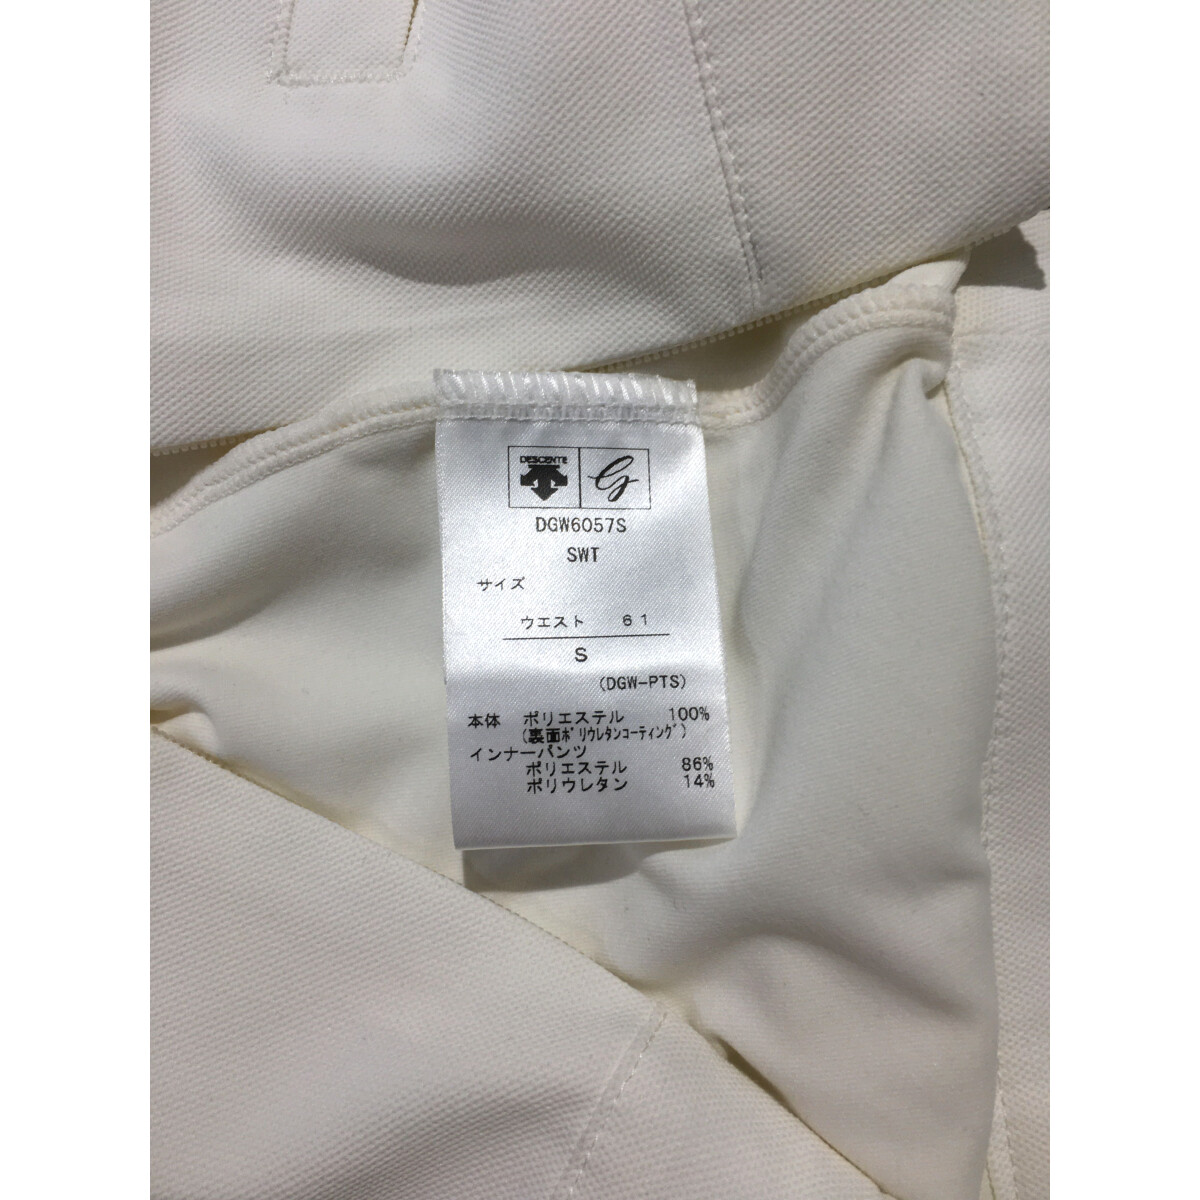 DESCENTE
DGW6057S
SWT
サイズ
ウエスト 61
S
(DGW-PTS)
本体 ポリエステル 100%
(裏面ﾎﾟﾘｳﾚﾀﾝｺｰﾃｨﾝｸﾞ)
インナーパンツ
ポリエステル 86%
ポリウレタン 14%